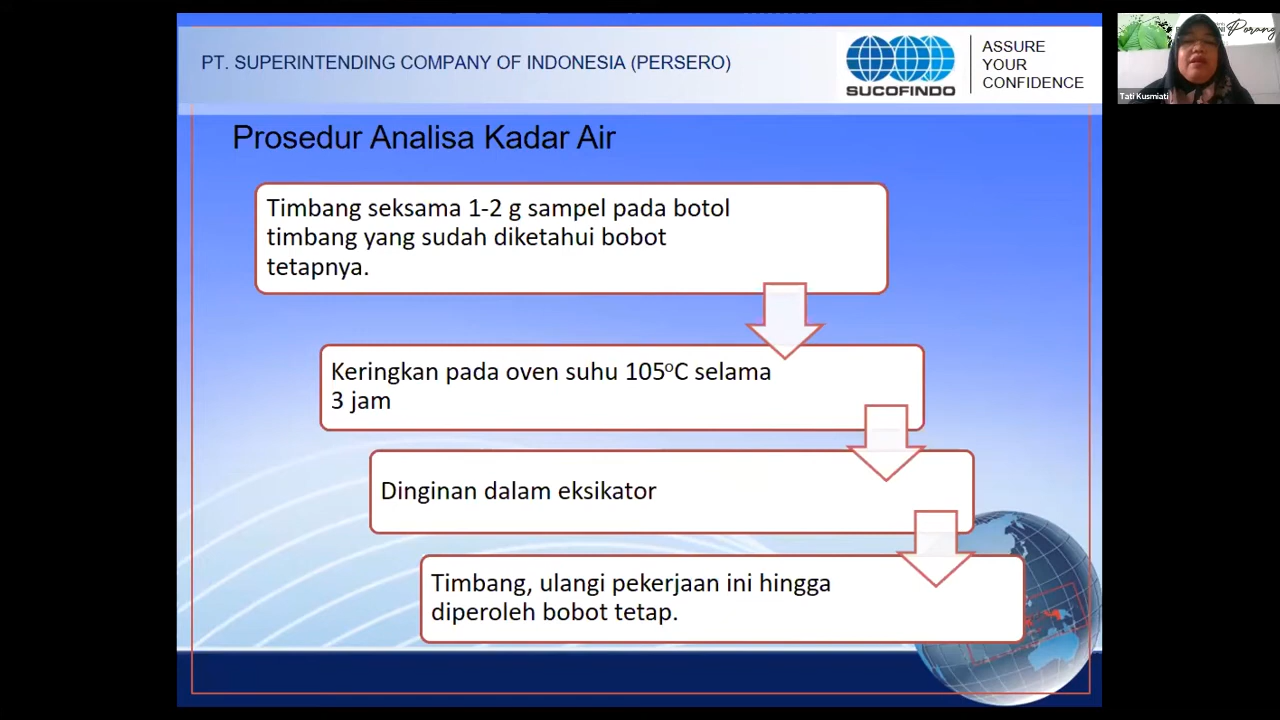 PT. SUPERINTENDING COMPANY OF INDONESIA (PERSERO)
SUCOFINDO
ASSURE
YOUR
CONFIDENCE
Prosedur Analisa Kadar Air
Timbang seksama 1-2 g sampel pada botol
timbang yang sudah diketahui bobot
tetapnya.
Keringkan pada oven suhu 105°C selama
3 jam
Dinginan dalam eksikator
Timbang, ulangi pekerjaan ini hingga
diperoleh bobot tetap.
Porang
Tati Kusmiati